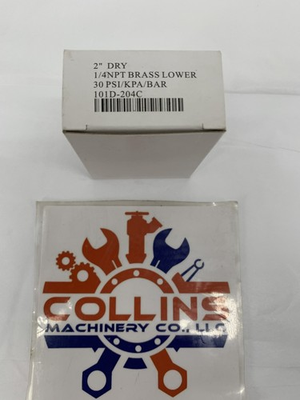 2" DRY
1/4NPT BRASS LOWER
30 PSI/KPA/BAR
101D-204C
COLLINS
MACHINERY CO., LLC